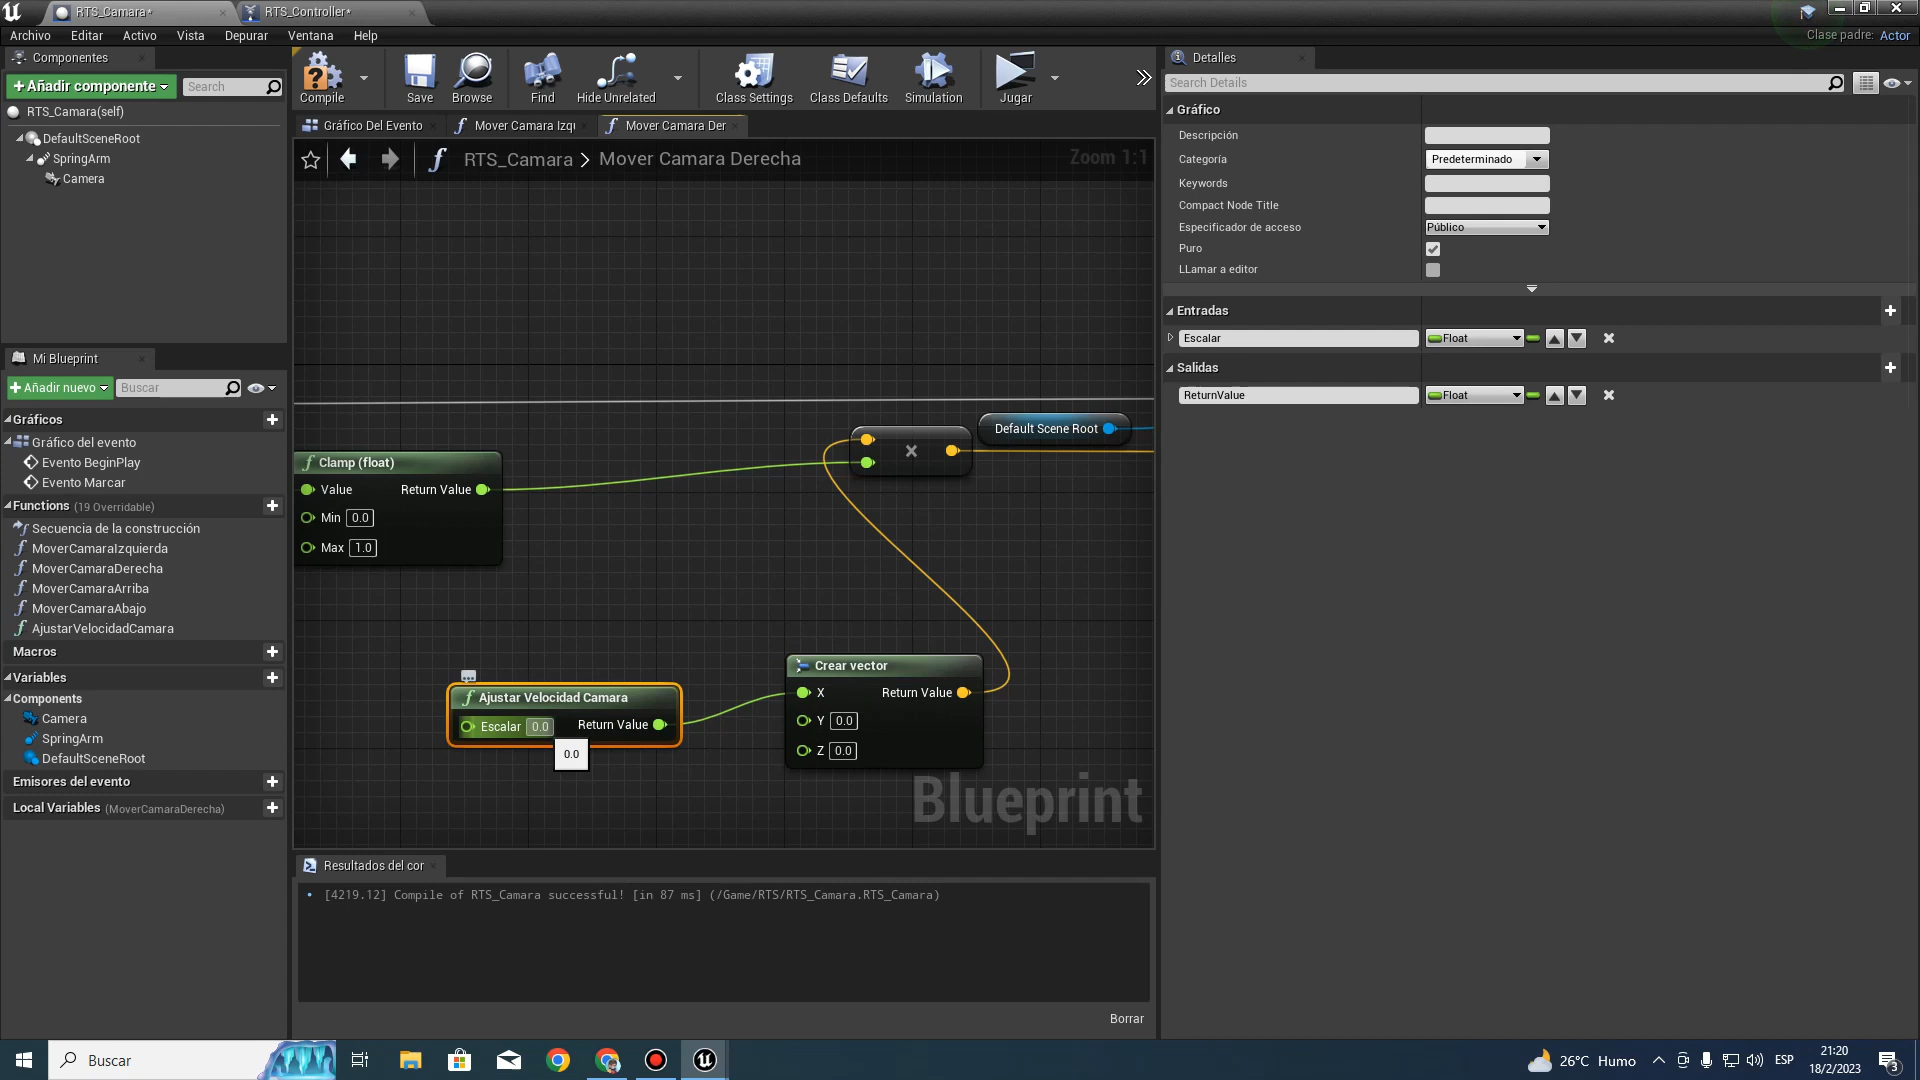 RTS_Camara*
RTS_Controller*
Archivo Editar Activo Vista Depurar Ventana Help
Clase padre: Actor
Componentes
Añadir componente
Search
RTS_Camara(self)
DefaultSceneRoot
SpringArm
Camera
Compile
Save
Browse
Find
Hide Unrelated
Class Settings
Class Defaults
Simulation
Jugar
Gráfico Del Evento
Mover Camara Izqu
Mover Camara Der
RTS_Camara > Mover Camara Derecha
Zoom 1:1
Mi Blueprint
Añadir nuevo
Buscar
Gráficos
Gráfico del evento
Evento BeginPlay
Evento Marcar
Functions (19 Overridable)
Secuencia de la construcción
MoverCamaraIzquierda
MoverCamaraDerecha
MoverCamaraArriba
MoverCamaraAbajo
AjustarVelocidadCamara
Macros
Variables
Components
Camera
SpringArm
DefaultSceneRoot
Emisores del evento
Local Variables (MoverCamaraDerecha)
Clamp (float)
Value Return Value
Min 0.0
Max 1.0
Default Scene Root
Ajustar Velocidad Camara
Escalar 0.0 Return Value
0.0
Crear vector
X Return Value
Y 0.0
Z 0.0
Blueprint
Resultados del cor
[4219.12] Compile of RTS_Camara successful! [in 87 ms] (/Game/RTS/RTS_Camara.RTS_Camara)
Borrar
Detalles
Search Details
Gráfico
Descripción
Categoría Predeterminado
Keywords
Compact Node Title
Especificador de acceso Público
Puro
LLamar a editor
Entradas
Escalar Float
Salidas
ReturnValue Float
Buscar
26°C Humo
ESP
21:20
18/2/2023
3